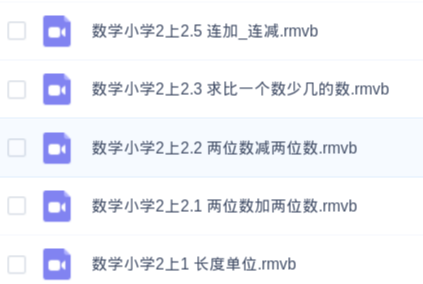 数学小学2上2.5 连加_连减.rmvb
数学小学2上2.3 求比一个数少几的数.rmvb
数学小学2上2.2 两位数减两位数.rmvb
数学小学2上2.1 两位数加两位数.rmvb
数学小学2上1 长度单位.rmvb